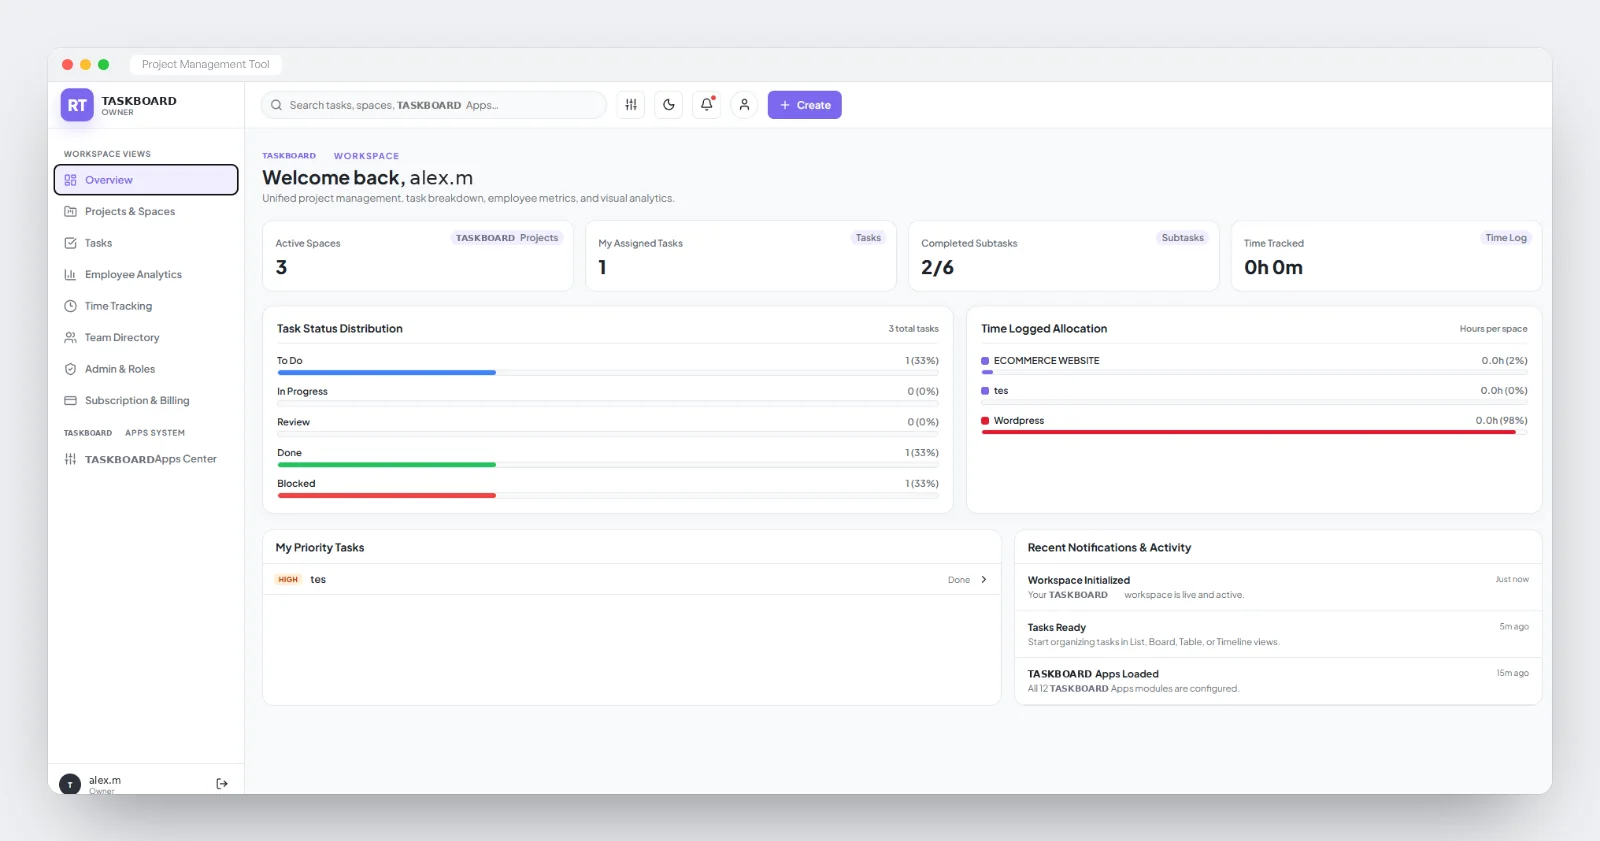 Project Management Tool
RT
TASKBOARD
OWNER
Search tasks, spaces, TASKBOARD Apps...
+ Create
WORKSPACE VIEWS
Overview
Projects & Spaces
Tasks
Employee Analytics
Time Tracking
Team Directory
Admin & Roles
Subscription & Billing
TASKBOARD APPS SYSTEM
TASKBOARDApps Center
alex.m
Owner
T
TASKBOARD WORKSPACE
Welcome back, alex.m
Unified project management, task breakdown, employee metrics, and visual analytics.
Active Spaces
TASKBOARD Projects
3
My Assigned Tasks
Tasks
1
Completed Subtasks
Subtasks
2/6
Time Tracked
Time Log
0h 0m
Task Status Distribution
3 total tasks
To Do 1 (33%)
In Progress 0 (0%)
Review 0 (0%)
Done 1 (33%)
Blocked 1 (33%)
Time Logged Allocation
Hours per space
ECOMMERCE WEBSITE 0.0h (2%)
tes 0.0h (0%)
Wordpress 0.0h (98%)
My Priority Tasks
HIGH tes Done
Recent Notifications & Activity
Workspace Initialized Just now
Your TASKBOARD workspace is live and active.
Tasks Ready 5m ago
Start organizing tasks in List, Board, Table, or Timeline views.
TASKBOARD Apps Loaded 15m ago
All 12 TASKBOARD Apps modules are configured.